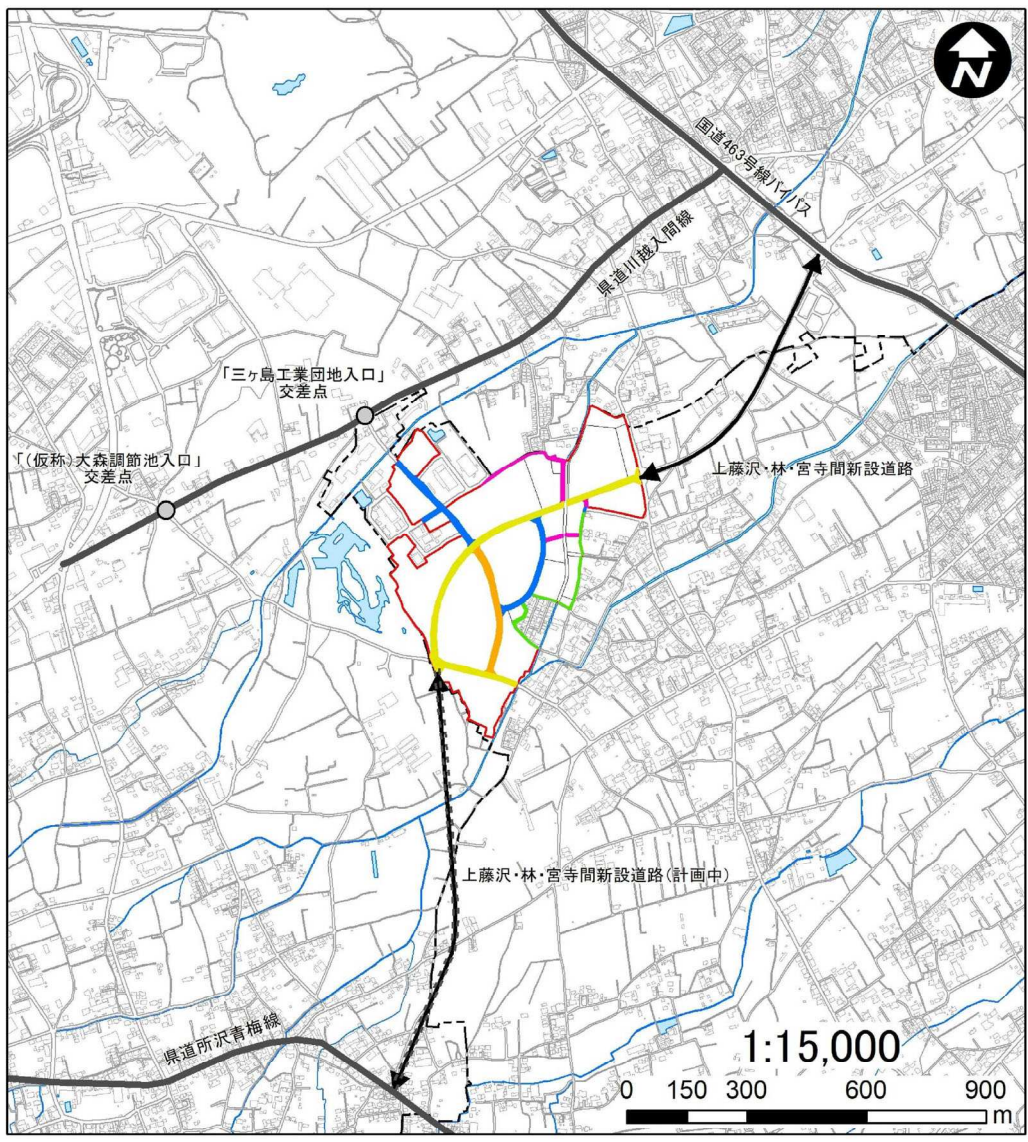 N
国道463号線バイパス
県道川越入間線
「三ヶ島工業団地入口」
交差点
「(仮称)大森調節池入口」
交差点
上藤沢・林・宮寺間新設道路
上藤沢・林・宮寺間新設道路(計画中)
県道所沢青梅線
1:15,000
0 150 300 600 900
m